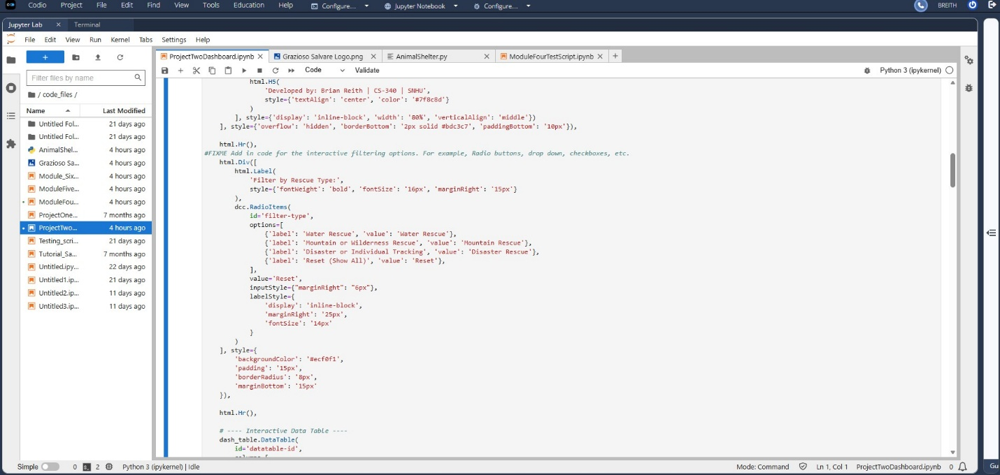 Codio Project File Edit Find View Tools Education Help Configure.... Jupyter Notebook Configure.... BREITH
Jupyter Lab × Terminal
File Edit View Run Kernel Tabs Settings Help
ProjectTwoDashboard.ipynb × Grazioso Salvare Logo.png × AnimalShelter.py × ModuleFourTestScript.ipynb × +
Code Validate Python 3 (ipykernel)
Filter files by name
/ code_files /
Name Last Modified
Untitled Fol... 21 days ago
Untitled Fol... 21 days ago
AnimalShel... 4 hours ago
Grazioso Sa... 4 hours ago
Module_Six... 4 hours ago
ModuleFive... 4 hours ago
ModuleFou... 4 hours ago
ProjectOne... 7 months ago
ProjectTwo... 4 hours ago
Testing_scri... 21 days ago
Tutorial_Sa... 7 months ago
Untitled.ipy... 22 days ago
Untitled1.ip... 21 days ago
Untitled2.ip... 11 days ago
Untitled3.ip... 11 days ago
html.H5(
'Developed by: Brian Reith | CS-340 | SNHU',
style={'textAlign': 'center', 'color': '#7f8c8d'}
)
], style={'display': 'inline-block', 'width': '80%', 'verticalAlign': 'middle'})
], style={'overflow': 'hidden', 'borderBottom': '2px solid #bdc3c7', 'paddingBottom': '10px'}),
html.Hr(),
#FIXME Add in code for the interactive filtering options. For example, Radio buttons, drop down, checkboxes, etc.
html.Div([
html.Label(
'Filter by Rescue Type:',
style={'fontWeight': 'bold', 'fontSize': '16px', 'marginRight': '15px'}
),
dcc.RadioItems(
id='filter-type',
options=[
{'label': 'Water Rescue', 'value': 'Water Rescue'},
{'label': 'Mountain or Wilderness Rescue', 'value': 'Mountain Rescue'},
{'label': 'Disaster or Individual Tracking', 'value': 'Disaster Rescue'},
{'label': 'Reset (Show All)', 'value': 'Reset'},
],
value='Reset',
inputStyle={"marginRight": "6px"},
labelStyle={
'display': 'inline-block',
'marginRight': '25px',
'fontSize': '14px'
}
)
], style={
'backgroundColor': '#ecf0f1',
'padding': '15px',
'borderRadius': '8px',
'marginBottom': '15px'
}),
html.Hr(),
# ---- Interactive Data Table ----
dash_table.DataTable(
id='datatable-id',
Simple 0 2 Python 3 (ipykernel) | Idle Mode: Command Ln 1, Col 1 ProjectTwoDashboard.ipynb 0
Gu